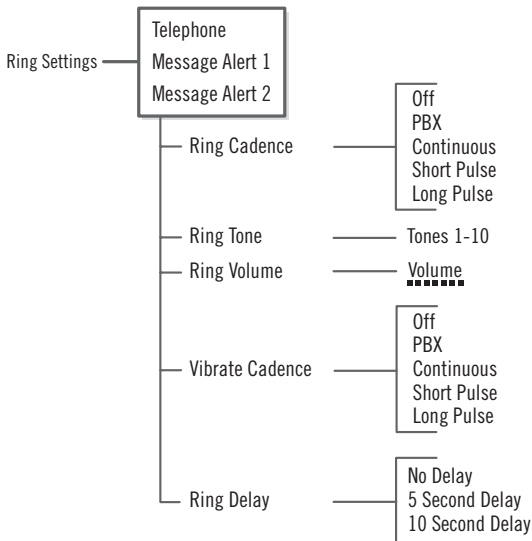 Ring Settings
Telephone
Message Alert 1
Message Alert 2
Ring Cadence
Off
PBX
Continuous
Short Pulse
Long Pulse
Ring Tone
Tones 1-10
Ring Volume
Volume
Vibrate Cadence
Off
PBX
Continuous
Short Pulse
Long Pulse
Ring Delay
No Delay
5 Second Delay
10 Second Delay